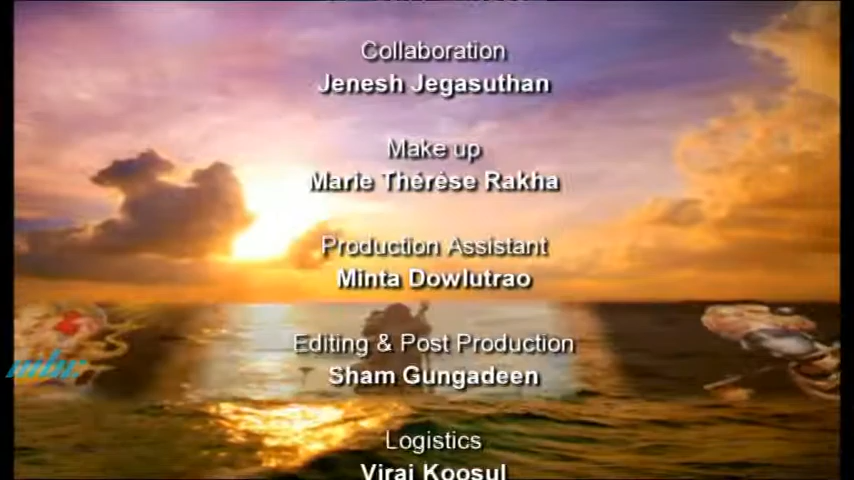 Collaboration
Jenesh Jegasuthan
Make up
Marie Thérèse Rakha
Production Assistant
Minta Dowlutrao
Editing & Post Production
Sham Gungadeen
mbc
Logistics
Viraj Koosul